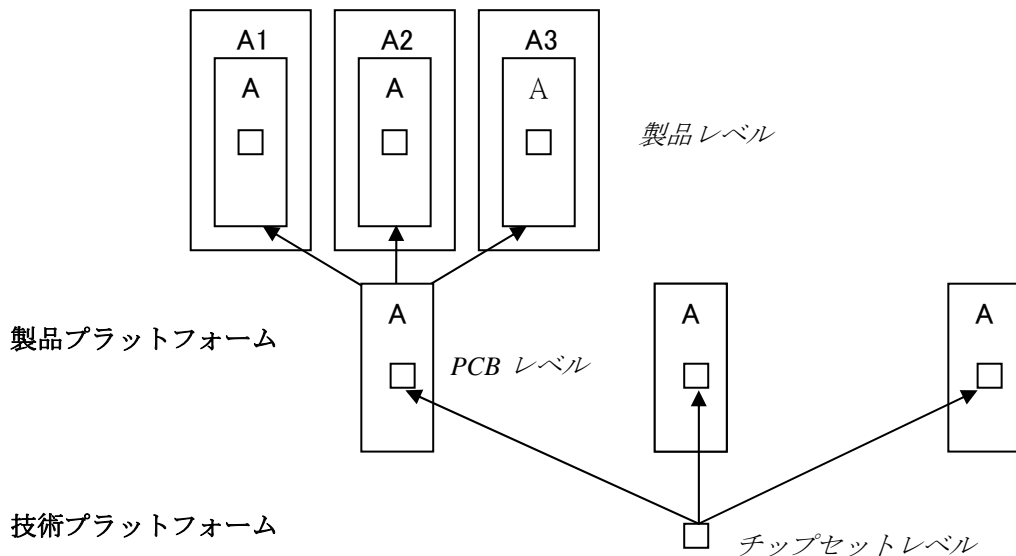 A1 A2 A3
A A A
製品レベル
A A A
製品プラットフォーム
PCB レベル
技術プラットフォーム
チップセットレベル